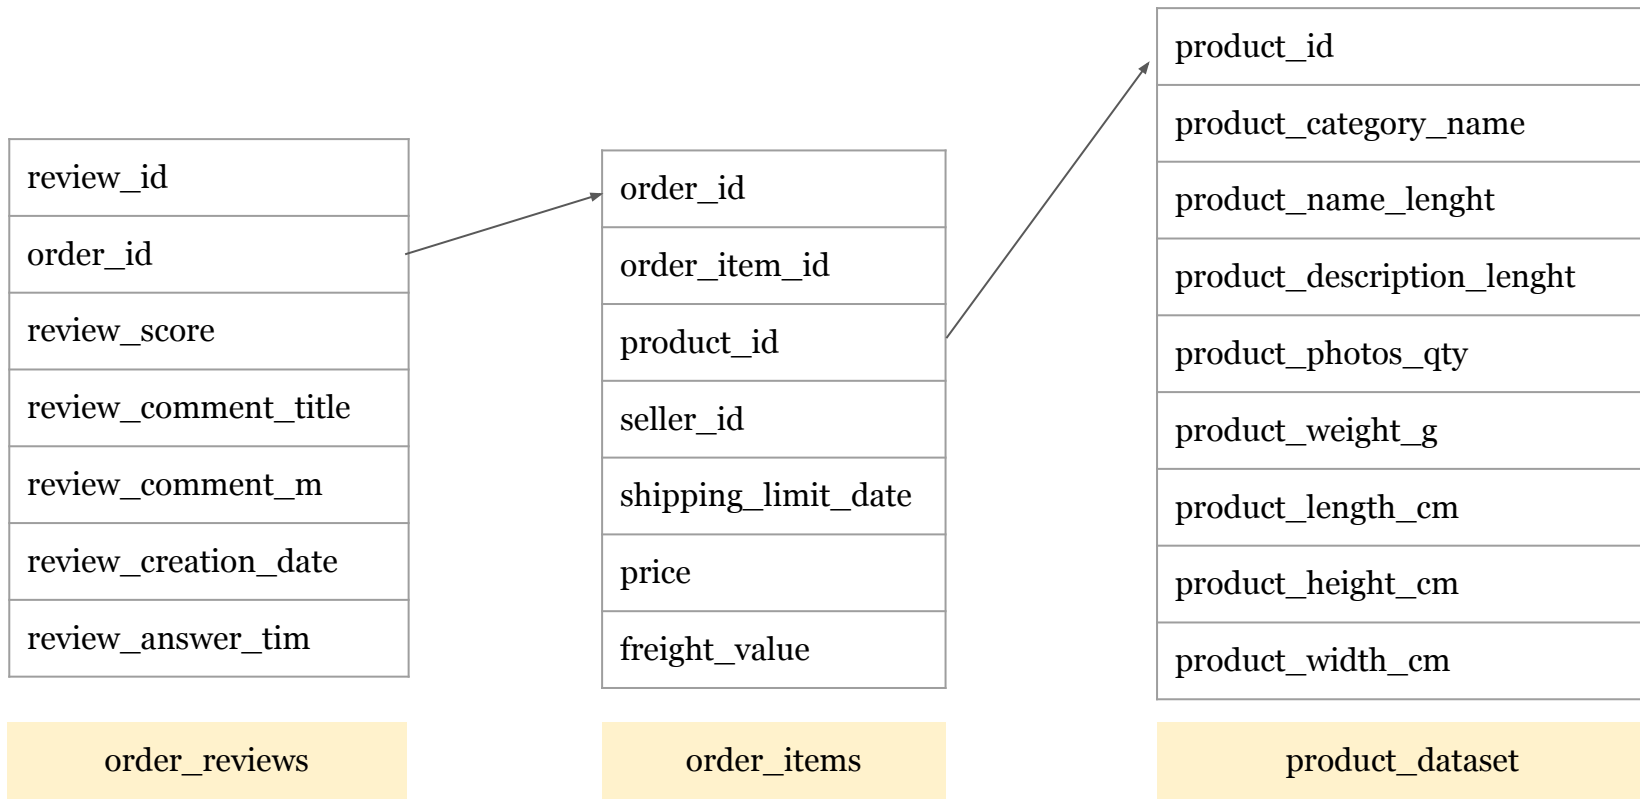 review_id
order_id
review_score
review_comment_title
review_comment_m
review_creation_date
review_answer_tim
order_reviews
order_id
order_item_id
product_id
seller_id
shipping_limit_date
price
freight_value
order_items
product_id
product_category_name
product_name_lenght
product_description_lenght
product_photos_qty
product_weight_g
product_length_cm
product_height_cm
product_width_cm
product_dataset